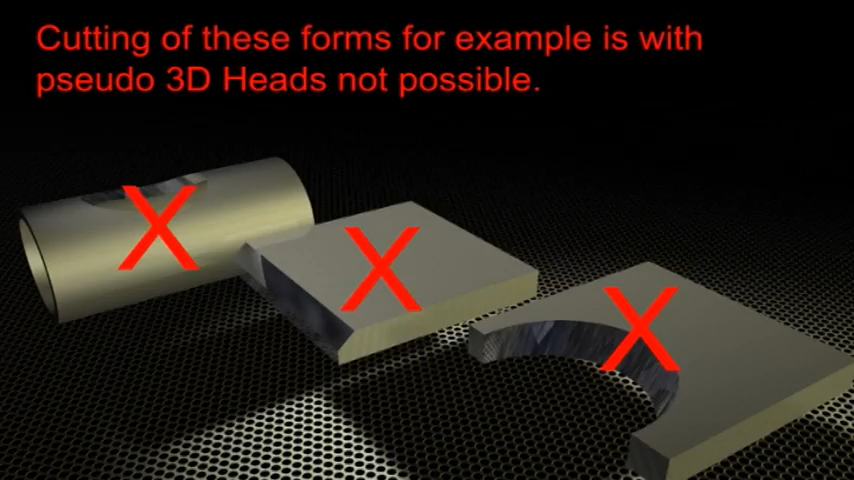 Cutting of these forms for example is with
pseudo 3D Heads not possible.
X
X
X